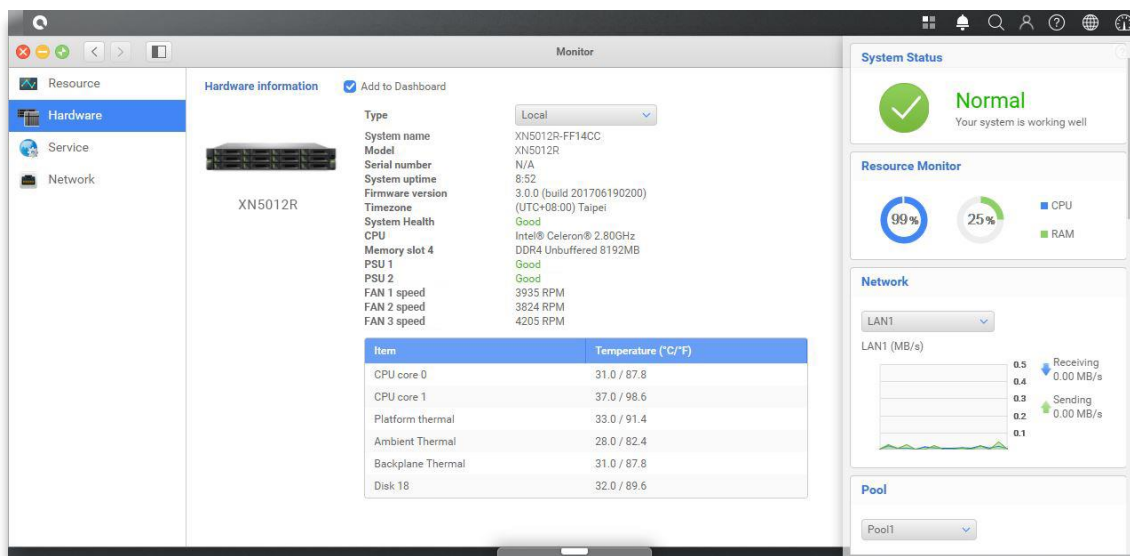 Monitor
Resource
Hardware
Service
Network
Hardware information
Add to Dashboard
XN5012R
Type Local
System name XN5012R-FF14CC
Model XN5012R
Serial number N/A
System uptime 8:52
Firmware version 3.0.0 (build 201706190200)
Timezone (UTC+08:00) Taipei
System Health Good
CPU Intel® Celeron® 2.80GHz
Memory slot 4 DDR4 Unbuffered 8192MB
PSU 1 Good
PSU 2 Good
FAN 1 speed 3935 RPM
FAN 2 speed 3824 RPM
FAN 3 speed 4205 RPM
Item Temperature (°C/°F)
CPU core 0 31.0 / 87.8
CPU core 1 37.0 / 98.6
Platform thermal 33.0 / 91.4
Ambient Thermal 28.0 / 82.4
Backplane Thermal 31.0 / 87.8
Disk 18 32.0 / 89.6
System Status
Normal
Your system is working well
Resource Monitor
99%
25%
CPU
RAM
Network
LAN1
LAN1 (MB/s)
0.5
0.4
0.3
0.2
0.1
Receiving
0.00 MB/s
Sending
0.00 MB/s
Pool
Pool1